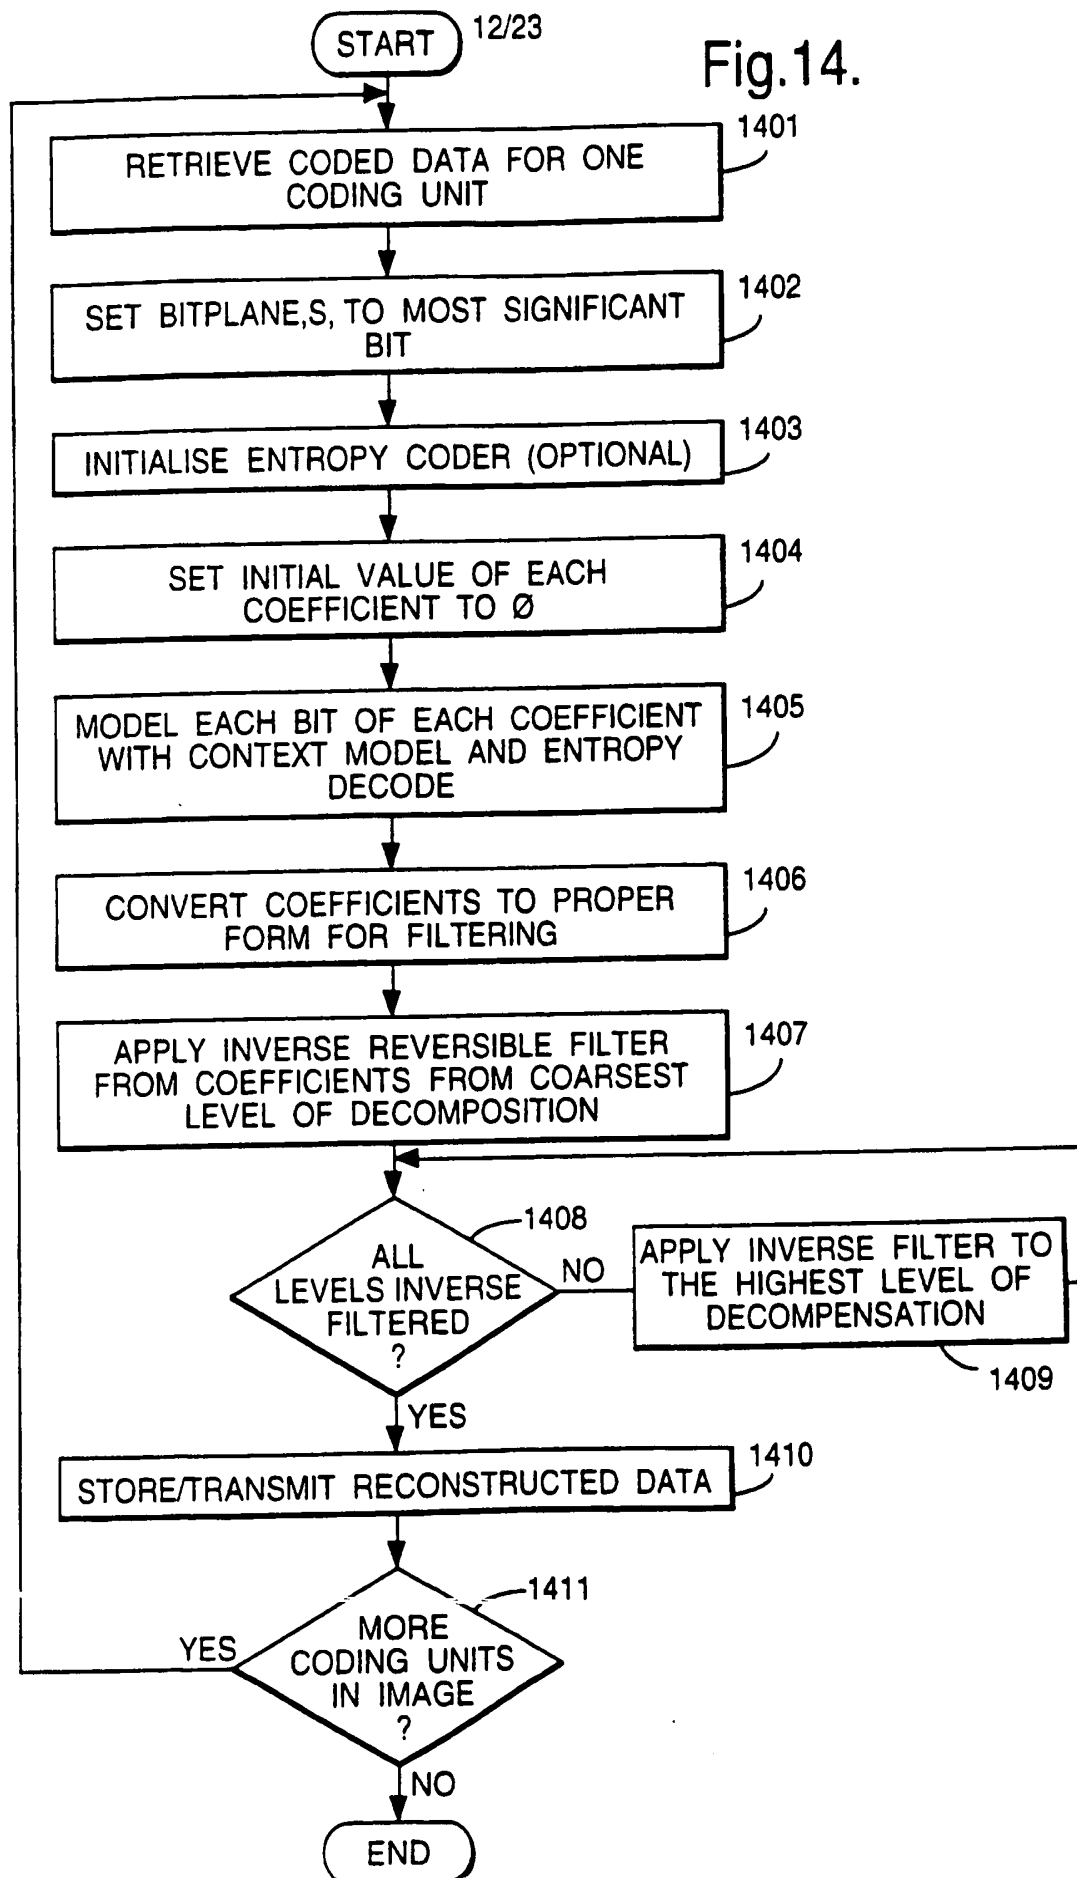 START
12/23
Fig.14.
1401
RETRIEVE CODED DATA FOR ONE
CODING UNIT
1402
SET BITPLANE,S, TO MOST SIGNIFICANT
BIT
1403
INITIALISE ENTROPY CODER (OPTIONAL)
1404
SET INITIAL VALUE OF EACH
COEFFICIENT TO Ø
1405
MODEL EACH BIT OF EACH COEFFICIENT
WITH CONTEXT MODEL AND ENTROPY
DECODE
1406
CONVERT COEFFICIENTS TO PROPER
FORM FOR FILTERING
1407
APPLY INVERSE REVERSIBLE FILTER
FROM COEFFICIENTS FROM COARSEST
LEVEL OF DECOMPOSITION
1408
ALL
LEVELS INVERSE
FILTERED
?
NO
APPLY INVERSE FILTER TO
THE HIGHEST LEVEL OF
DECOMPENSATION
1409
YES
1410
STORE/TRANSMIT RECONSTRUCTED DATA
1411
MORE
CODING UNITS
IN IMAGE
?
YES
NO
END